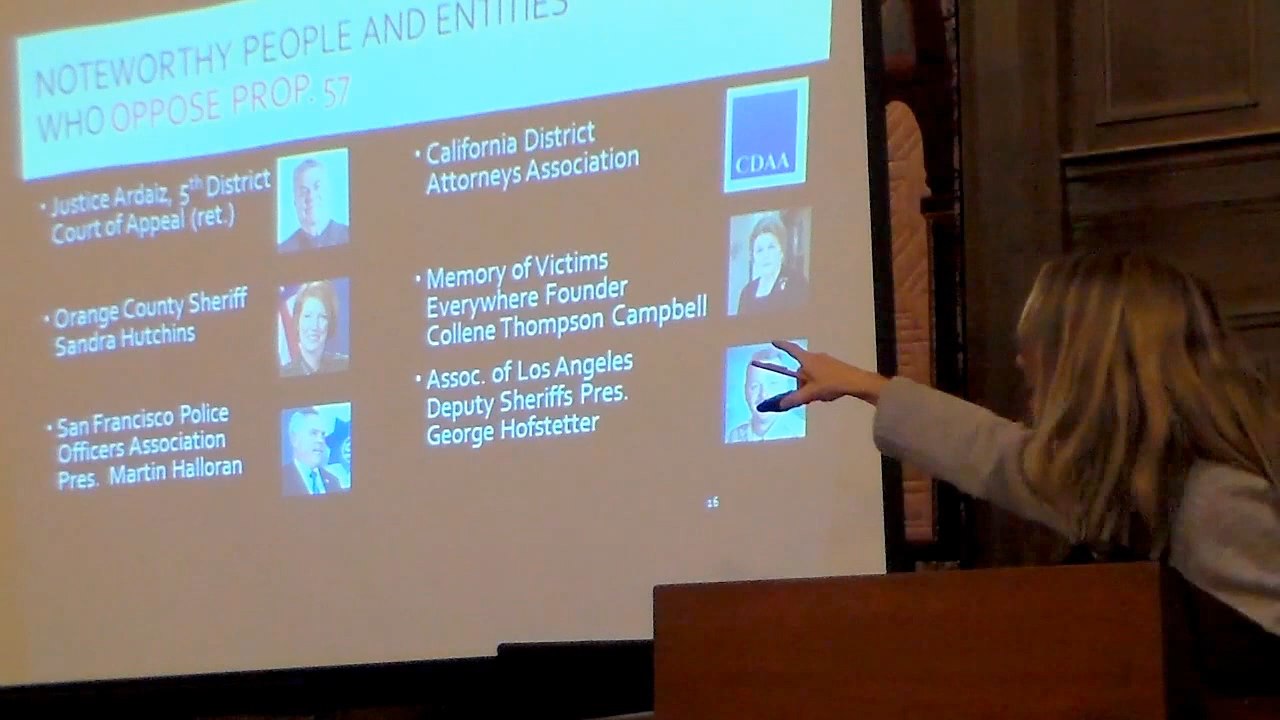 NOTEWORTHY PEOPLE AND ENTITIES
WHO OPPOSE PROP. 57
• Justice Ardaiz, 5th District
Court of Appeal (ret.)
• Orange County Sheriff
Sandra Hutchins
• San Francisco Police
Officers Association
Pres. Martin Halloran
• California District
Attorneys Association
CDAA
• Memory of Victims
Everywhere Founder
Collene Thompson Campbell
• Assoc. of Los Angeles
Deputy Sheriffs Pres.
George Hofstetter
16